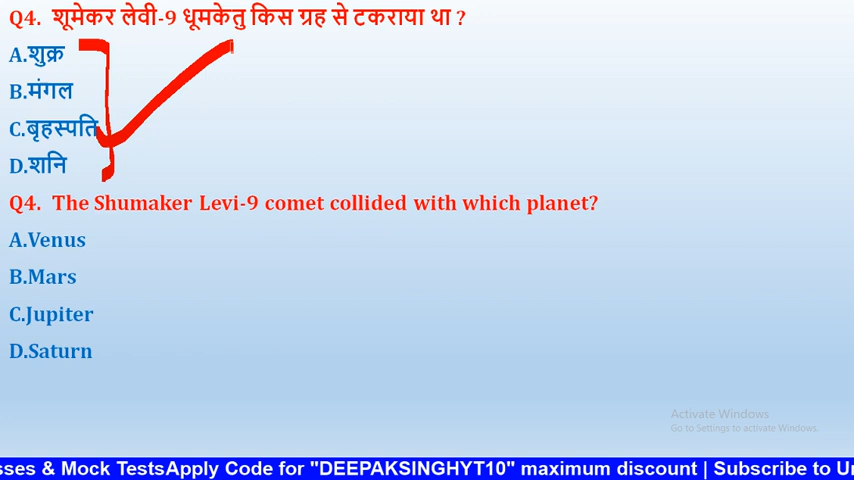 Q4. शूमेकर लेवी-9 धूमकेतु किस ग्रह से टकराया था ?
A.शुक्र
B.मंगल
C.बृहस्पति
D.शनि
Q4. The Shumaker Levi-9 comet collided with which planet?
A.Venus
B.Mars
C.Jupiter
D.Saturn
Activate Windows
Go to Settings to activate Windows.
sses & Mock TestsApply Code for "DEEPAKSINGHYT10" maximum discount | Subscribe to Un